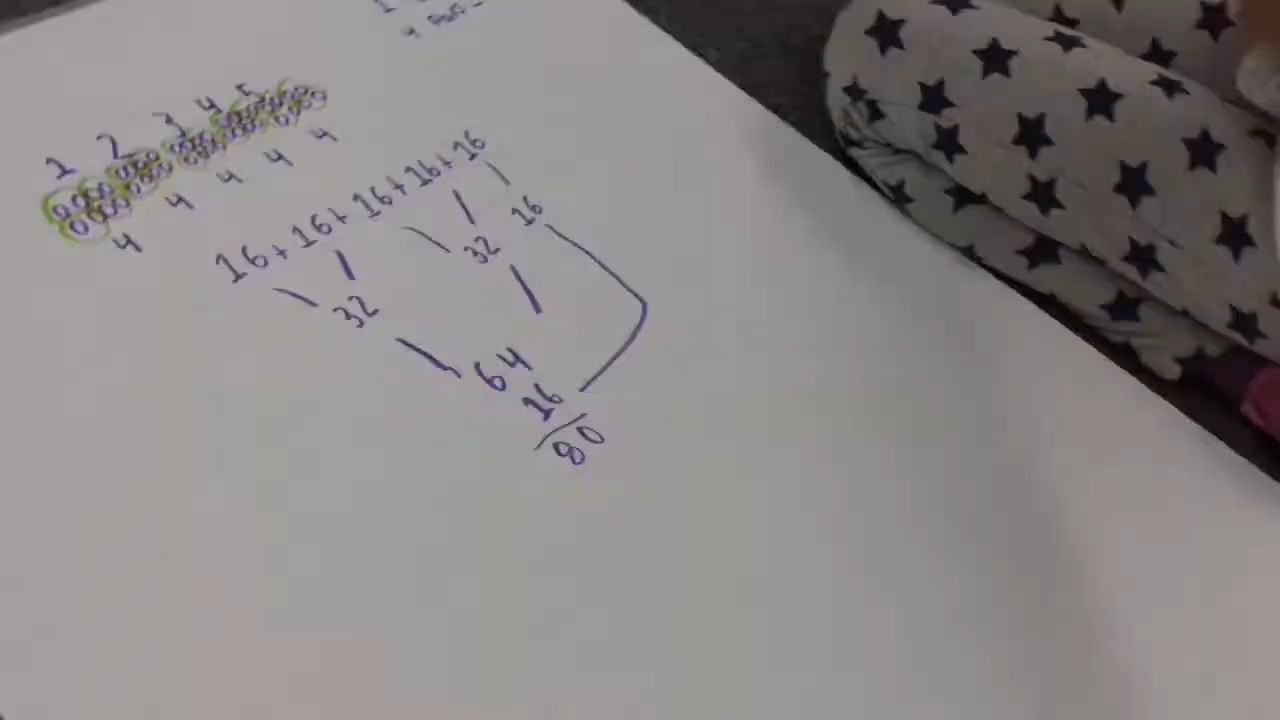 1 2 3 4 5
4 4 4 4 4
16 + 16 + 16 + 16 + 16
32 32 16
64
16
80